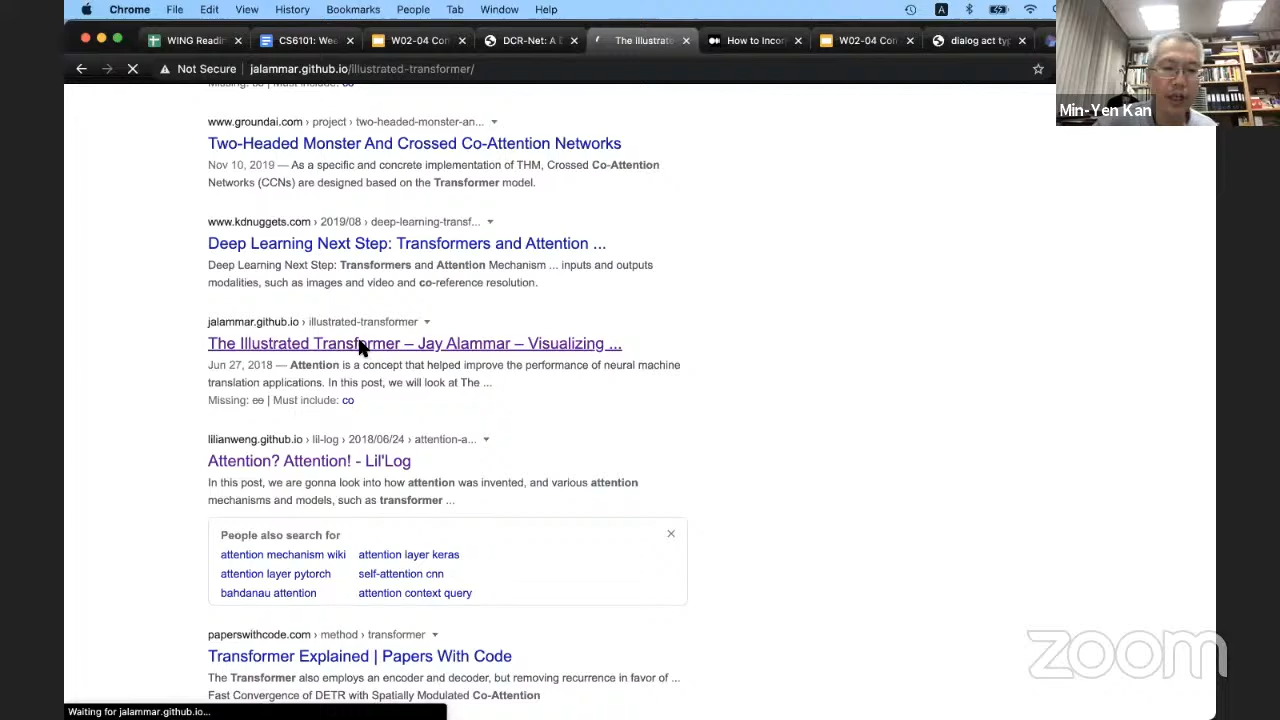 Chrome File Edit View History Bookmarks People Tab Window Help
WING Readi CS6101: Wee W02-04 Con DCR-Net: A D The Illustrate How to Incor W02-04 Con dialog act typ
Not Secure jalammar.github.io/illustrated-transformer/
Min-Yen Kan
Missing: co | Must include: co
www.groundai.com › project › two-headed-monster-an...
Two-Headed Monster And Crossed Co-Attention Networks
Nov 10, 2019 — As a specific and concrete implementation of THM, Crossed Co-Attention
Networks (CCNs) are designed based on the Transformer model.
www.kdnuggets.com › 2019/08 › deep-learning-transf...
Deep Learning Next Step: Transformers and Attention ...
Deep Learning Next Step: Transformers and Attention Mechanism ... inputs and outputs
modalities, such as images and video and co-reference resolution.
jalammar.github.io › illustrated-transformer
The Illustrated Transformer – Jay Alammar – Visualizing ...
Jun 27, 2018 — Attention is a concept that helped improve the performance of neural machine
translation applications. In this post, we will look at The ...
Missing: co | Must include: co
lilianweng.github.io › lil-log › 2018/06/24 › attention-a...
Attention? Attention! - Lil'Log
In this post, we are gonna look into how attention was invented, and various attention
mechanisms and models, such as transformer ...
People also search for
attention mechanism wiki attention layer keras
attention layer pytorch self-attention cnn
bahdanau attention attention context query
paperswithcode.com › method › transformer
Transformer Explained | Papers With Code
The Transformer also employs an encoder and decoder, but removing recurrence in favor of ...
Fast Convergence of DETR with Spatially Modulated Co-Attention
zoom
Waiting for jalammar.github.io...